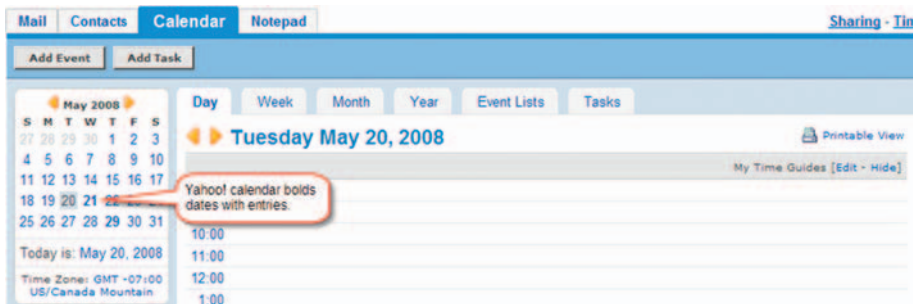 Mail Contacts Calendar Notepad Sharing - Tim
Add Event Add Task
May 2008 Day Week Month Year Event Lists Tasks
S M T W T F S
27 28 29 30 1 2 3 Tuesday May 20, 2008 Printable View
4 5 6 7 8 9 10
11 12 13 14 15 16 17 My Time Guides [Edit - Hide]
18 19 20 21 22
Yahoo! calendar bolds
dates with entries.
25 26 27 28 29 30 31
10:00
Today is: May 20, 2008 11:00
Time Zone: GMT -07:00 12:00
US/Canada Mountain 1:00